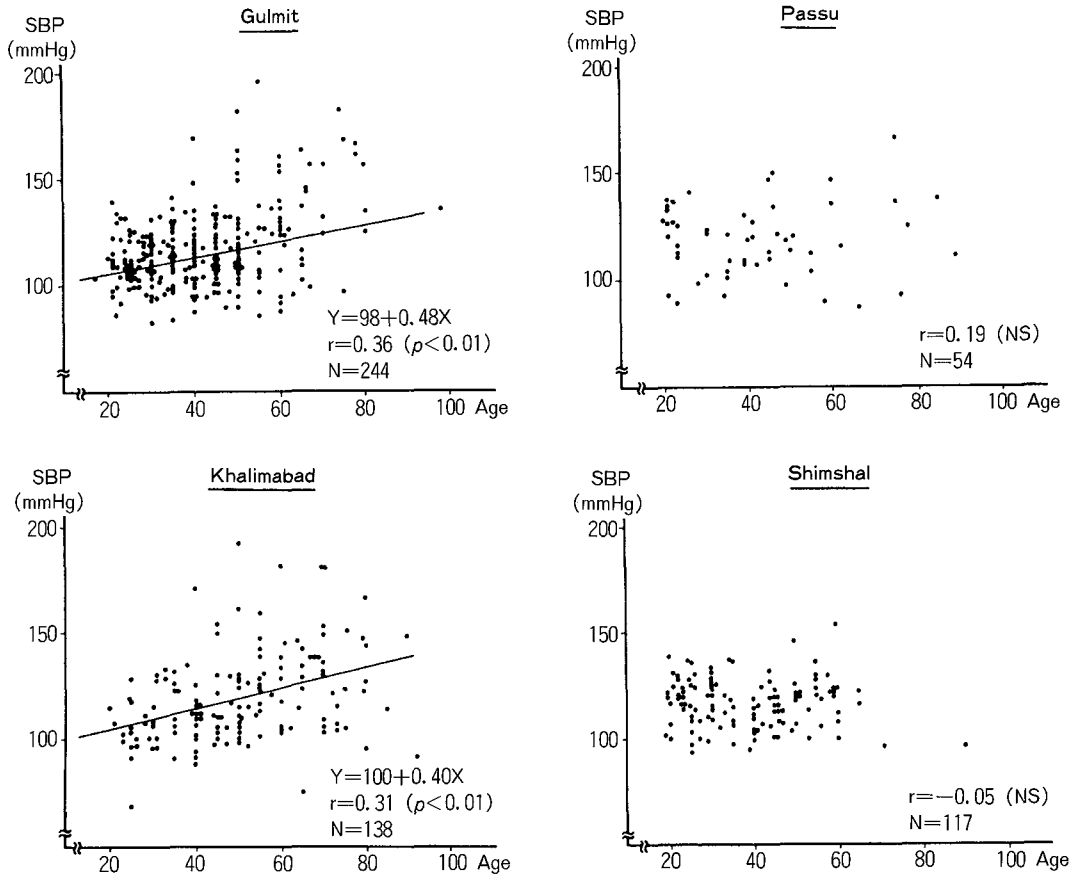 Gulmit
SBP
(mmHg)
200
150
100
Y=98+0.48X
r=0.36 (p<0.01)
N=244
20 40 60 80 100 Age
Passu
SBP
(mmHg)
200
150
100
r=0.19 (NS)
N=54
20 40 60 80 100 Age
Khalimabad
SBP
(mmHg)
200
150
100
Y=100+0.40X
r=0.31 (p<0.01)
N=138
20 40 60 80 100 Age
Shimshal
SBP
(mmHg)
200
150
100
r=−0.05 (NS)
N=117
20 40 60 80 100 Age